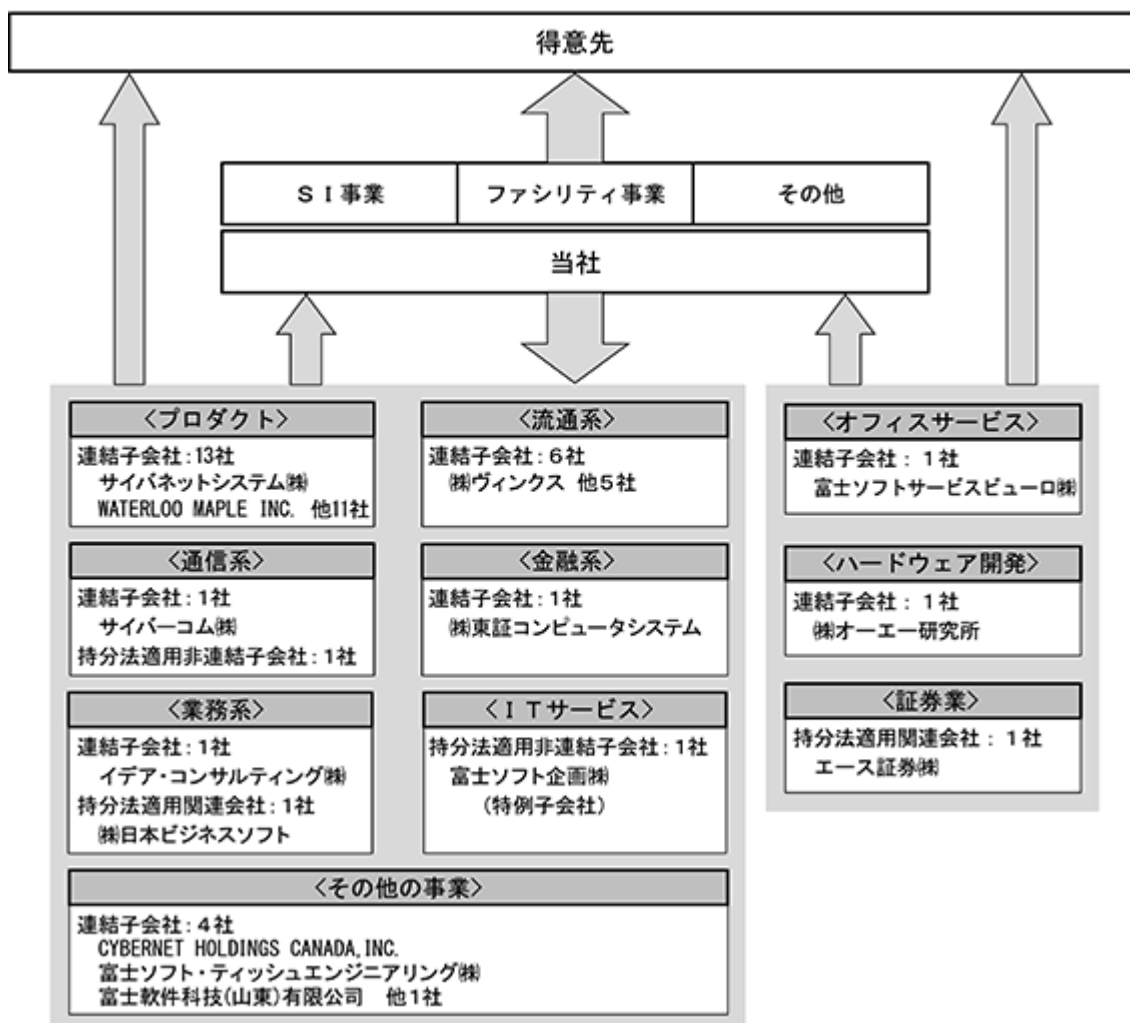 得意先
ＳＩ事業
ファシリティ事業
その他
当社
〈プロダクト〉
連結子会社：13社
サイバネットシステム㈱
WATERLOO MAPLE INC. 他11社
〈流通系〉
連結子会社：６社
㈱ヴィンクス 他５社
〈オフィスサービス〉
連結子会社：１社
富士ソフトサービスビューロ㈱
〈通信系〉
連結子会社：1社
サイバーコム㈱
持分法適用非連結子会社：1社
〈金融系〉
連結子会社：1社
㈱東証コンピュータシステム
〈ハードウェア開発〉
連結子会社：１社
㈱オーエー研究所
〈業務系〉
連結子会社：1社
イデア・コンサルティング㈱
持分法適用関連会社：1社
㈱日本ビジネスソフト
〈ＩＴサービス〉
持分法適用非連結子会社：1社
富士ソフト企画㈱
（特例子会社）
〈証券業〉
持分法適用関連会社：１社
エース証券㈱
〈その他の事業〉
連結子会社：４社
CYBERNET HOLDINGS CANADA,INC.
富士ソフト・ティッシュエンジニアリング㈱
富士軟件科技(山東)有限公司 他１社